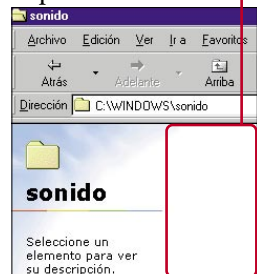 sonido
Archivo Edición Ver Ir a Favoritos
Atrás Adelante Arriba
Dirección C:\WINDOWS\sonido
sonido
Seleccione un
elemento para ver
su descripción.